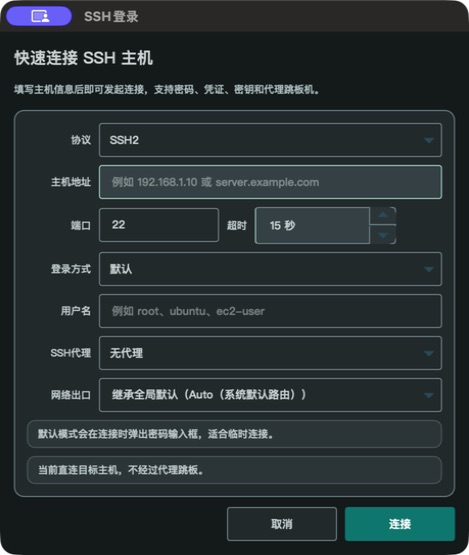 SSH登录
快速连接 SSH 主机
填写主机信息后即可发起连接，支持密码、凭证、密钥和代理跳板机。
协议 SSH2
主机地址 例如 192.168.1.10 或 server.example.com
端口 22 超时 15 秒
登录方式 默认
用户名 例如 root、ubuntu、ec2-user
SSH代理 无代理
网络出口 继承全局默认（Auto（系统默认路由））
默认模式会在连接时弹出密码输入框，适合临时连接。
当前直连目标主机，不经过代理跳板。
取消 连接